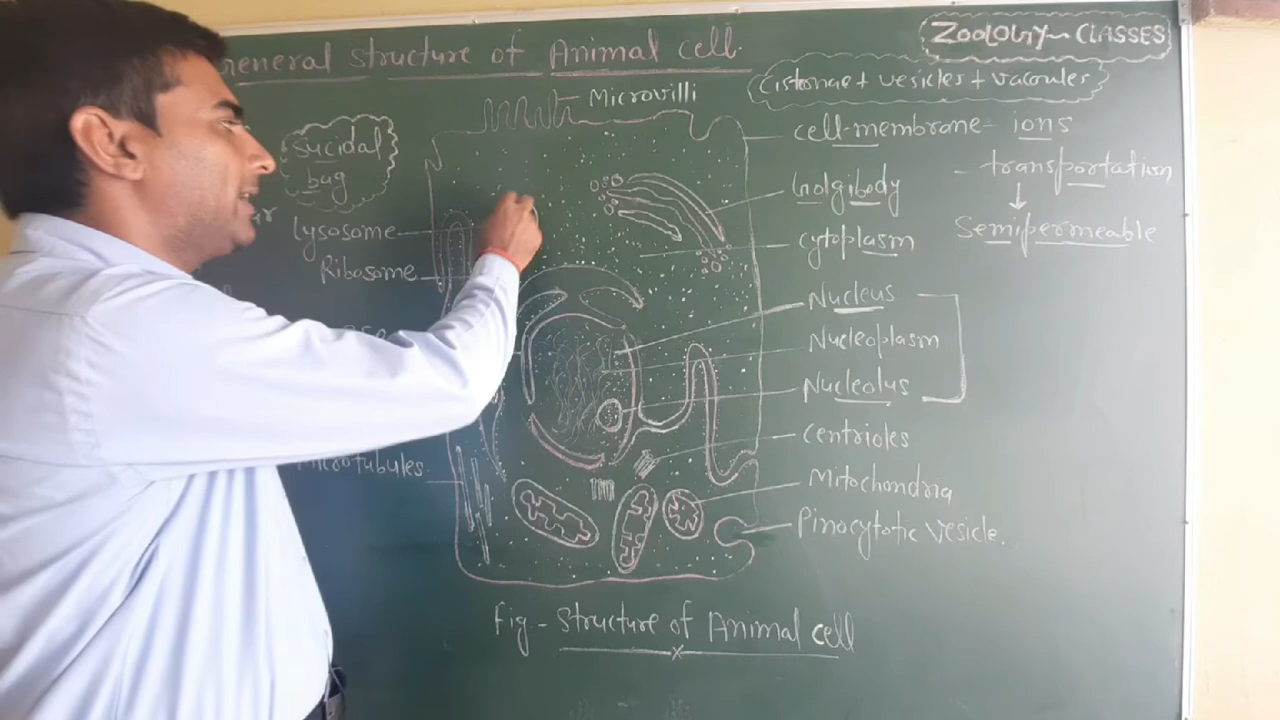 General structure of Animal cell.
ZOOLOGY CLASSES
Cistonae + vesicles + vacoules
Microvilli
cell-membrane - ions
- transportation
↓
Semipermeable
Sucidal
bag
Golgibody
Lysosome
cytoplasm
Ribosome
Nucleus
Nucleoplasm
Nucleolus
Centrioles
Microtubules
Mitochondria
Pinocytotic vesicle.
Fig - Structure of Animal cell
x